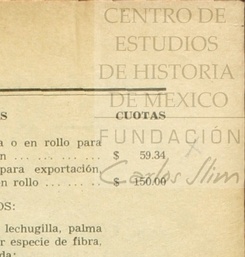 CENTRO DE
ESTUDIOS
DE HISTORIA
DE MEXICO
FUNDACIÓN
Carlos Slim
S CUOTAS
a o en rollo para
n ... ... ... ... $ 59.34
para exportación
n rollo ... ... .. $ 150.00
OS:
lechugilla, palma
r especie de fibra,
da: